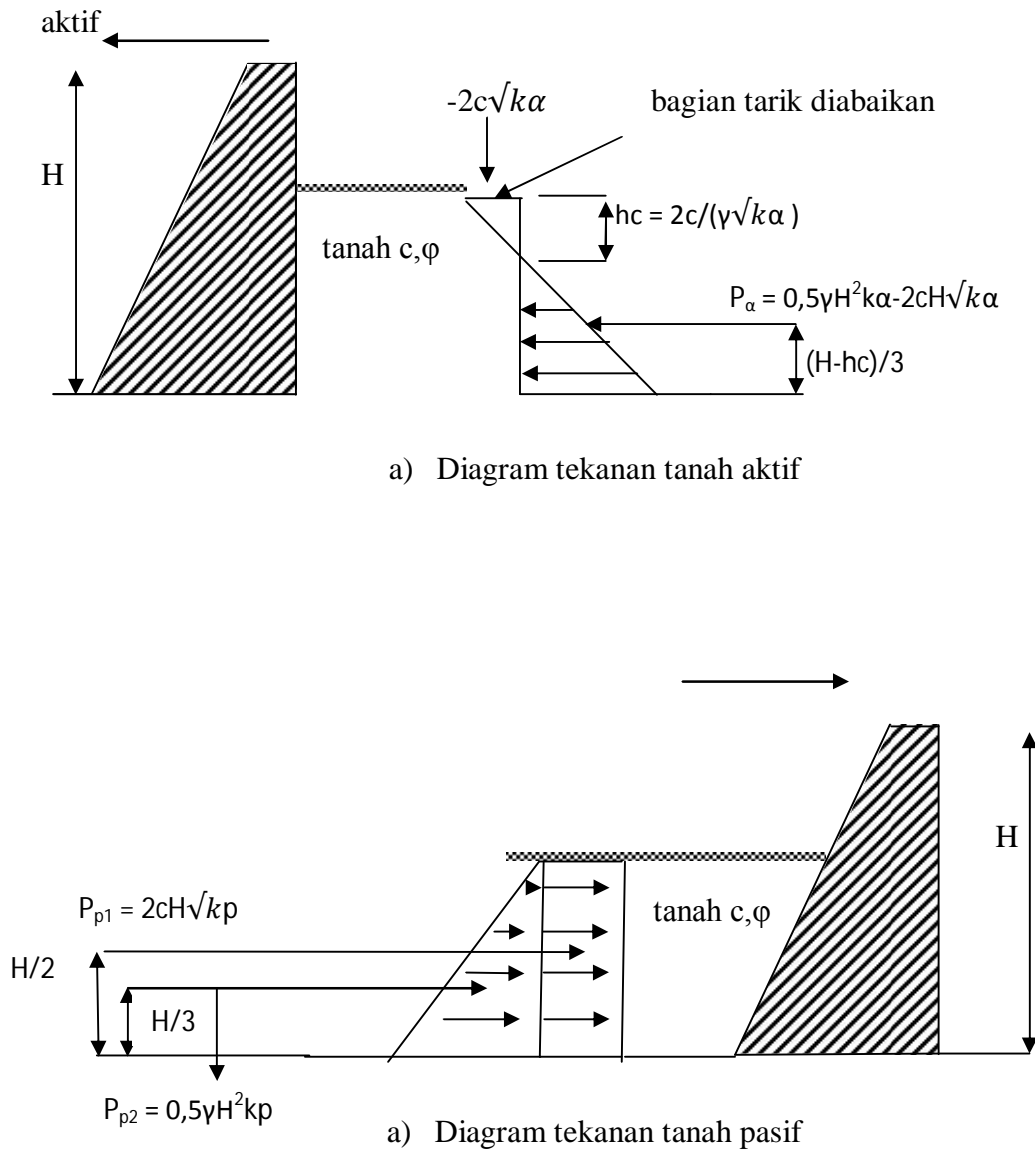 aktif
-2c√kα
bagian tarik diabaikan
H
hc = 2c/(γ√kα )
tanah c,φ
Pα = 0,5γH²kα-2cH√kα
(H-hc)/3
a) Diagram tekanan tanah aktif
H
Pp1 = 2cH√kp
tanah c,φ
H/2
H/3
Pp2 = 0,5γH²kp
a) Diagram tekanan tanah pasif